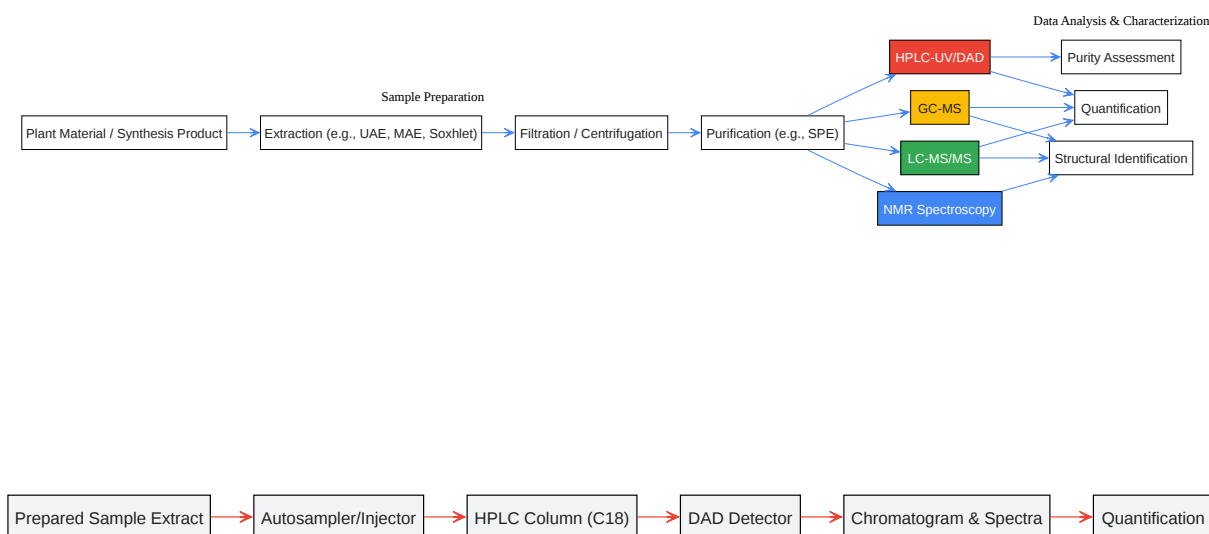 Data Analysis & Characterization
Sample Preparation
Plant Material / Synthesis Product
Extraction (e.g., UAE, MAE, Soxhlet)
Filtration / Centrifugation
Purification (e.g., SPE)
HPLC-UV/DAD
GC-MS
LC-MS/MS
NMR Spectroscopy
Purity Assessment
Quantification
Structural Identification
Prepared Sample Extract
Autosampler/Injector
HPLC Column (C18)
DAD Detector
Chromatogram & Spectra
Quantification